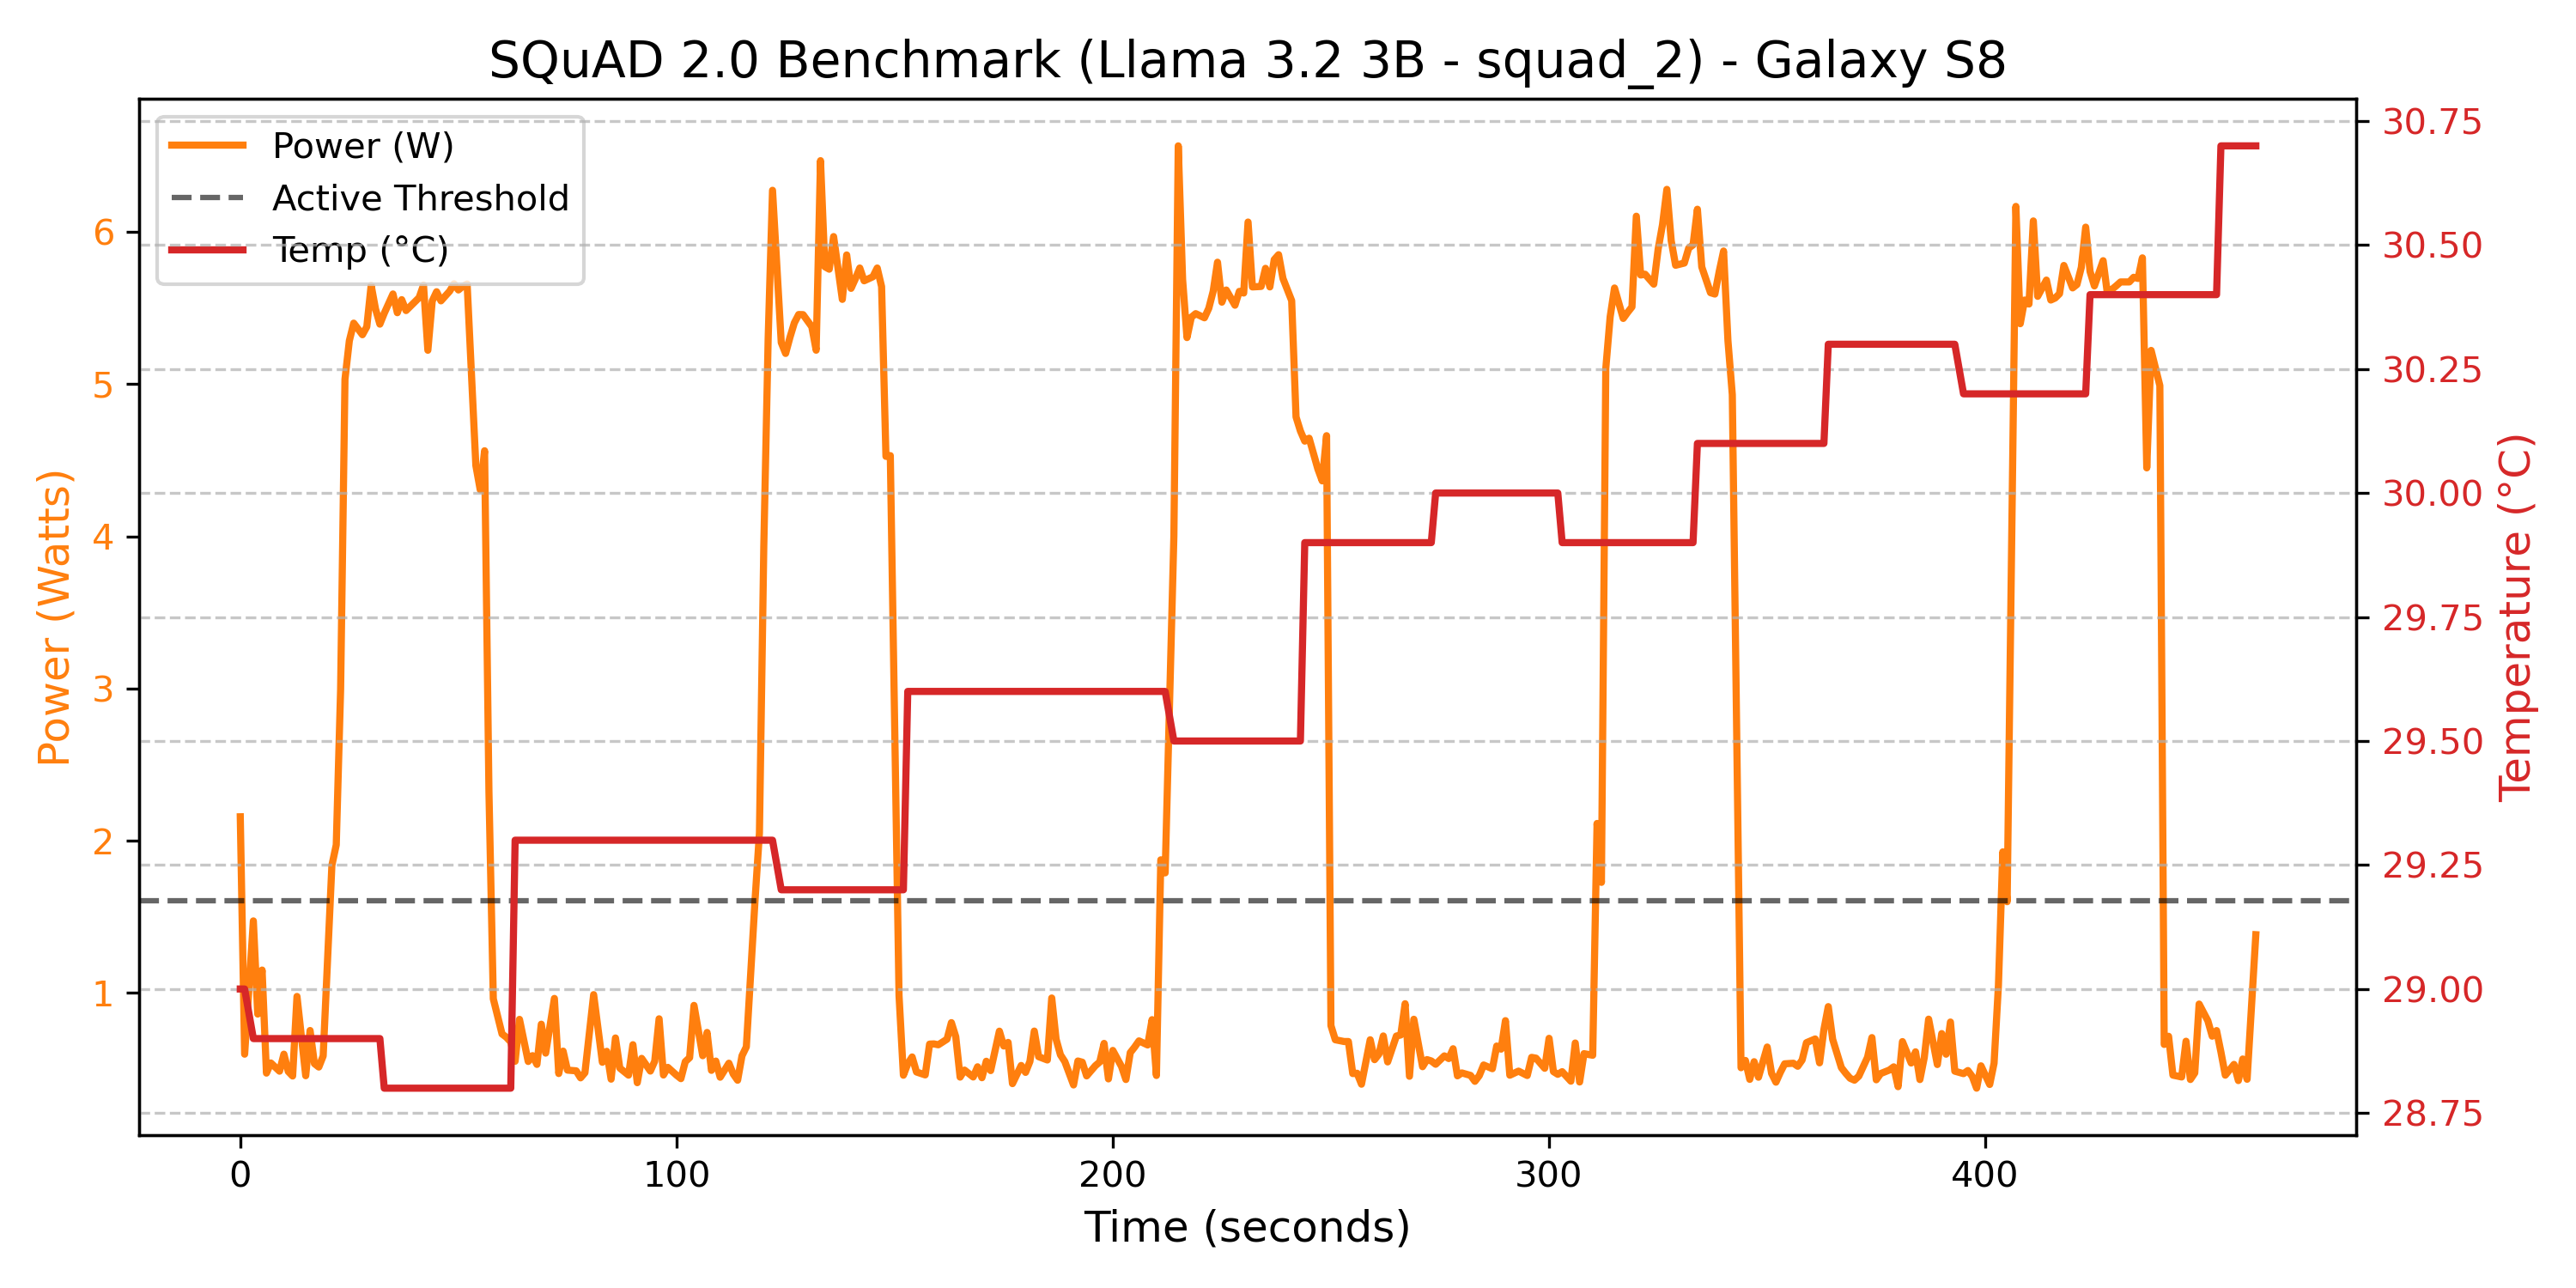 SQuAD 2.0 Benchmark (Llama 3.2 3B - squad_2) - Galaxy S8
Power (W)
Active Threshold
Temp (°C)
Power (Watts)
6
5
4
3
2
1
30.75
30.50
30.25
30.00
29.75
29.50
29.25
29.00
28.75
Temperature (°C)
0 100 200 300 400
Time (seconds)